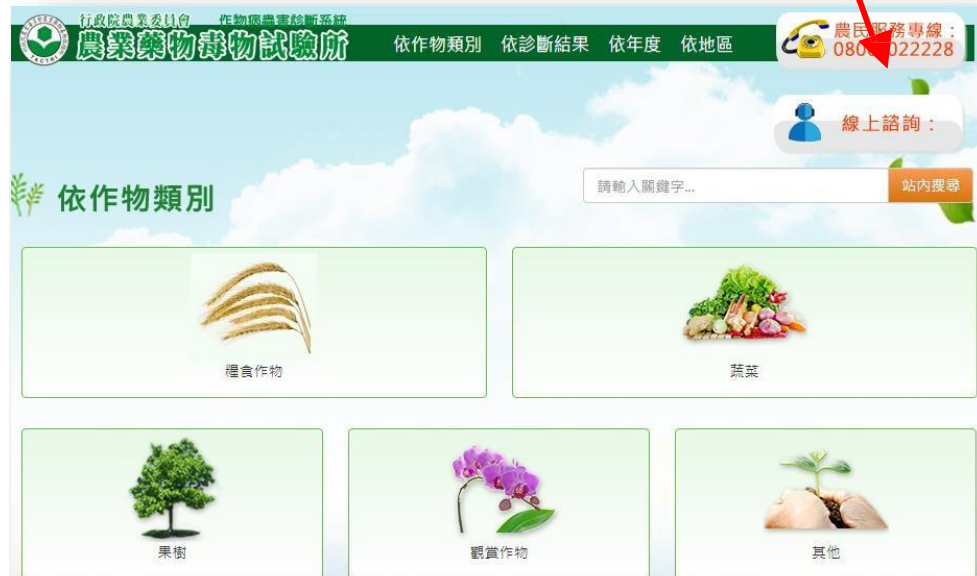 行政院農業委員會 作物病蟲害診斷系統
農業藥物毒物試驗所 依作物類別 依診斷結果 依年度 依地區
農民服務專線：
022228
線上諮詢：
依作物類別
請輸入關鍵字... 站內搜尋
糧食作物 蔬菜
果樹 觀賞作物 其他